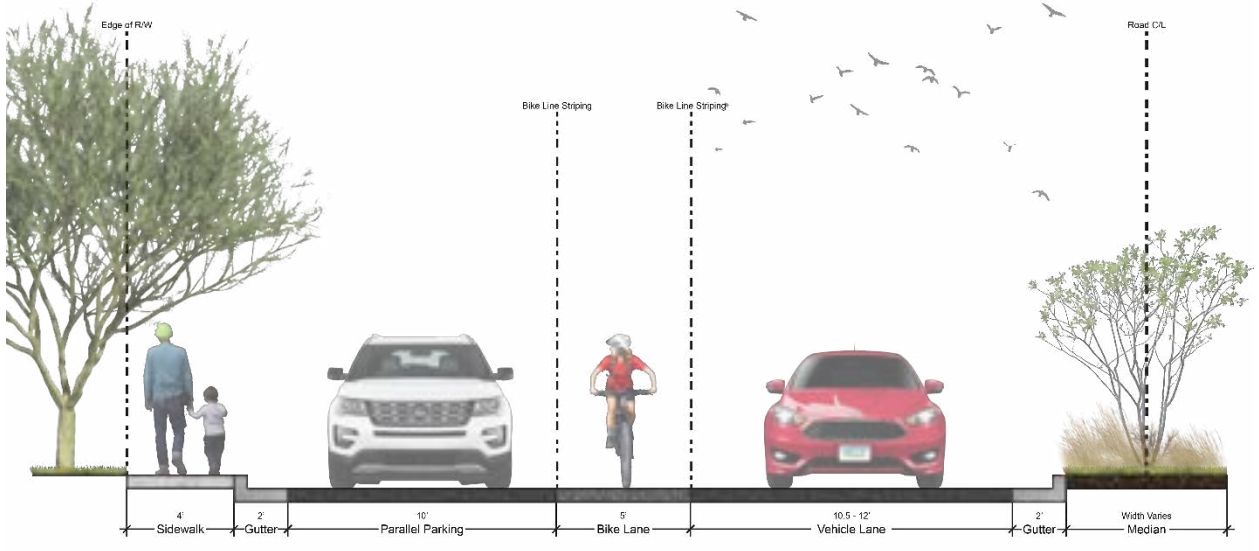 Edge of R/W
Road C/L
Bike Line Striping
Bike Line Striping
4'
2'
10'
5'
10.5 - 12'
2'
Width Varies
Sidewalk
Gutter
Parallel Parking
Bike Lane
Vehicle Lane
Gutter
Median